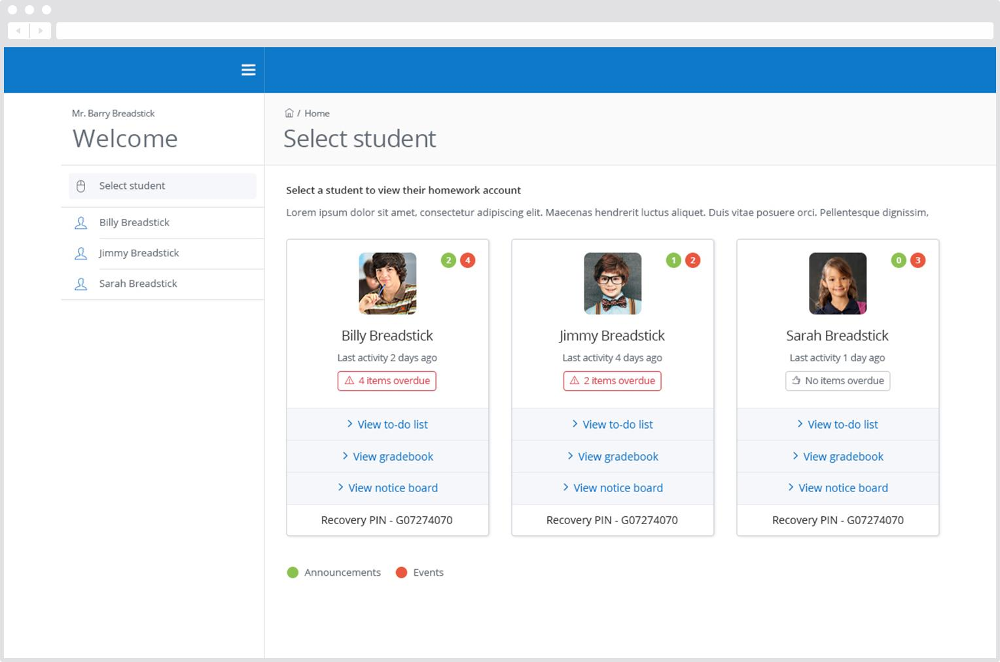 Mr. Barry Breadstick
Welcome
Select student
Billy Breadstick
Jimmy Breadstick
Sarah Breadstick
/ Home
Select student
Select a student to view their homework account
Lorem ipsum dolor sit amet, consectetur adipiscing elit. Maecenas hendrerit luctus aliquet. Duis vitae posuere orci. Pellentesque dignissim,
2 4
Billy Breadstick
Last activity 2 days ago
4 items overdue
View to-do list
View gradebook
View notice board
Recovery PIN - G07274070
1 2
Jimmy Breadstick
Last activity 4 days ago
2 items overdue
View to-do list
View gradebook
View notice board
Recovery PIN - G07274070
0 3
Sarah Breadstick
Last activity 1 day ago
No items overdue
View to-do list
View gradebook
View notice board
Recovery PIN - G07274070
Announcements
Events